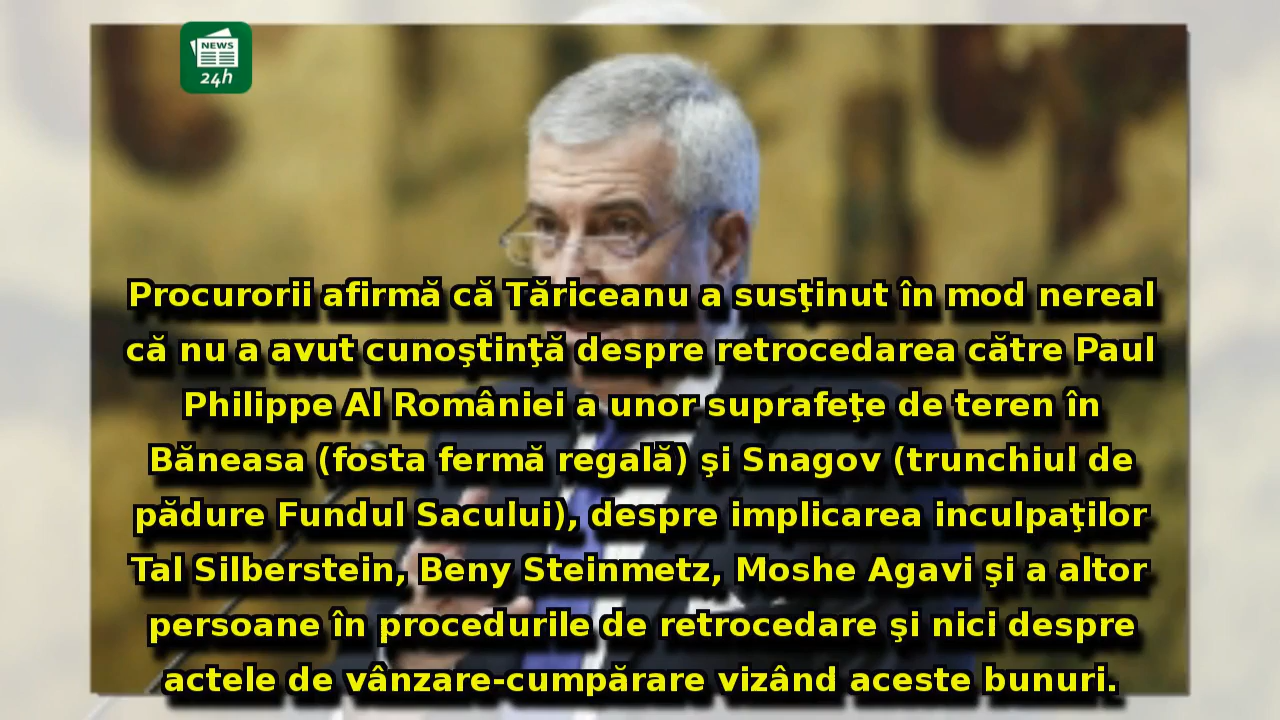 NEWS
24h
Procurorii afirmă că Tăriceanu a susţinut în mod nereal
că nu a avut cunoştinţă despre retrocedarea către Paul
Philippe Al României a unor suprafeţe de teren în
Băneasa (fosta fermă regală) şi Snagov (trunchiul de
pădure Fundul Sacului), despre implicarea inculpaţilor
Tal Silberstein, Beny Steinmetz, Moshe Agavi şi a altor
persoane în procedurile de retrocedare şi nici despre
actele de vânzare-cumpărare vizând aceste bunuri.